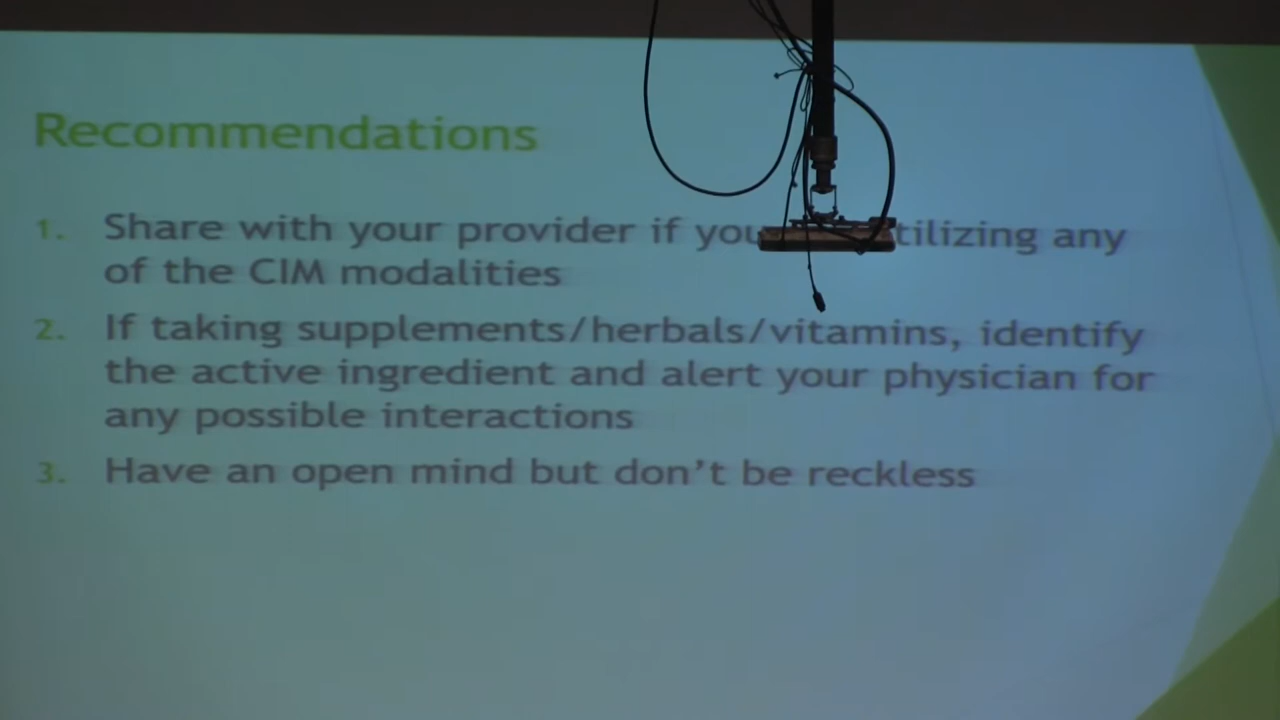 Recommendations
1. Share with your provider if you tilizing any
of the CIM modalities
2. If taking supplements/herbals/vitamins, identify
the active ingredient and alert your physician for
any possible interactions
3. Have an open mind but don't be reckless